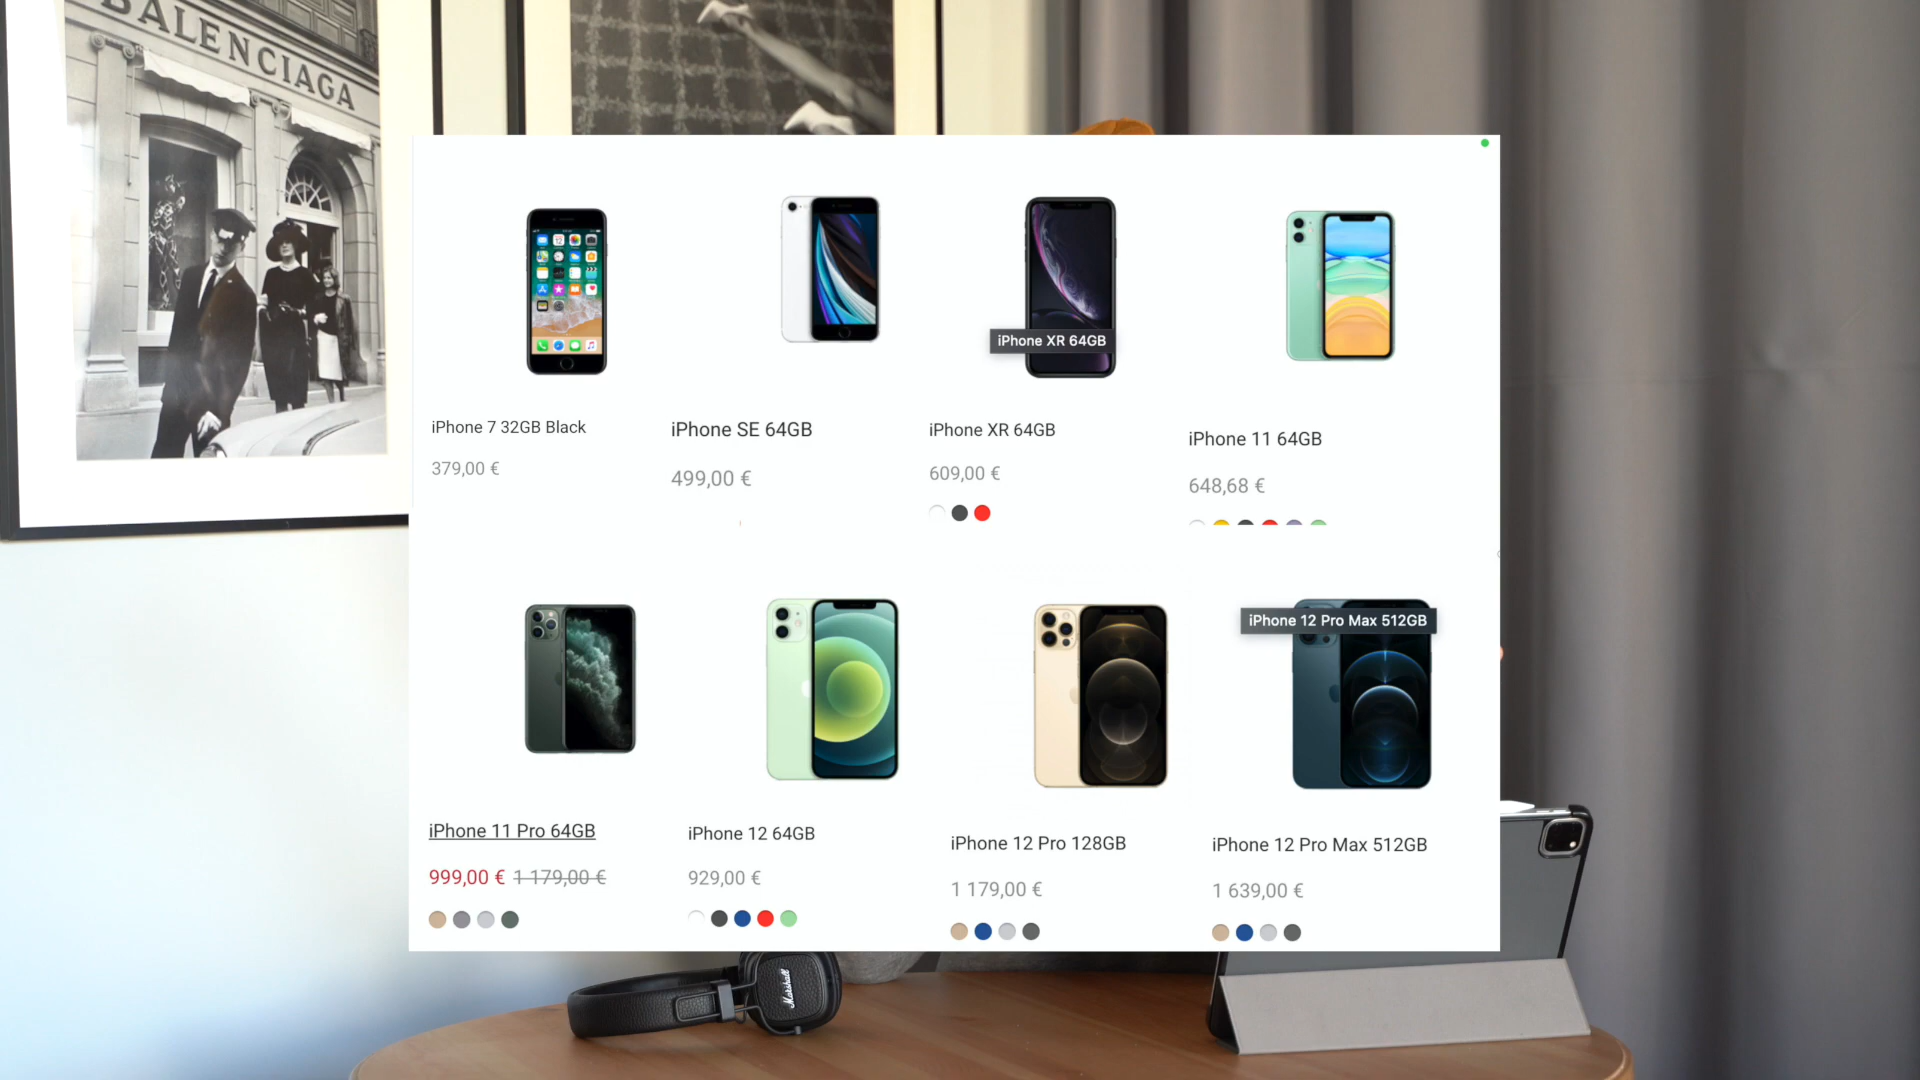 BALENCIAGA
iPhone XR 64GB
iPhone 7 32GB Black
379,00 €
iPhone SE 64GB
499,00 €
iPhone XR 64GB
609,00 €
iPhone 11 64GB
648,68 €
iPhone 12 Pro Max 512GB
iPhone 11 Pro 64GB
999,00 € 1 179,00 €
iPhone 12 64GB
929,00 €
iPhone 12 Pro 128GB
1 179,00 €
iPhone 12 Pro Max 512GB
1 639,00 €
Marshall